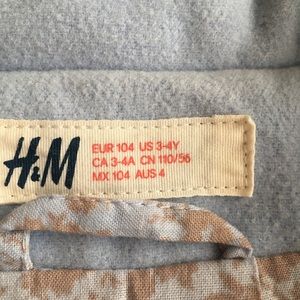 H&M
EUR 104 US 3-4Y
CA 3-4A CN 110/56
MX 104 AUS 4